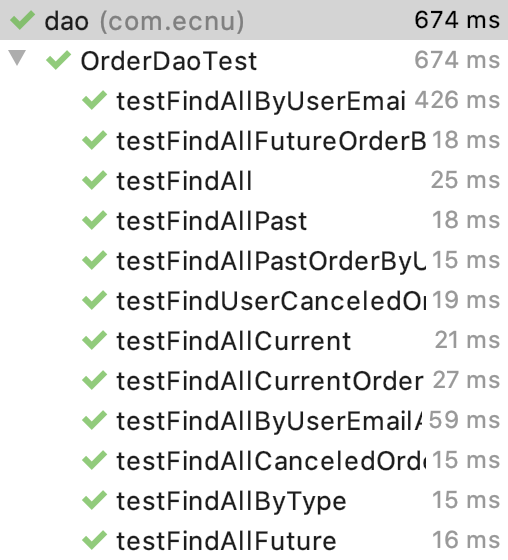 dao (com.ecnu) 674 ms
OrderDaoTest 674 ms
testFindAllByUserEmai 426 ms
testFindAllFutureOrderB 18 ms
testFindAll 25 ms
testFindAllPast 18 ms
testFindAllPastOrderByU 15 ms
testFindUserCanceledOr 19 ms
testFindAllCurrent 21 ms
testFindAllCurrentOrder 27 ms
testFindAllByUserEmailA 59 ms
testFindAllCanceledOrde 15 ms
testFindAllByType 15 ms
testFindAllFuture 16 ms